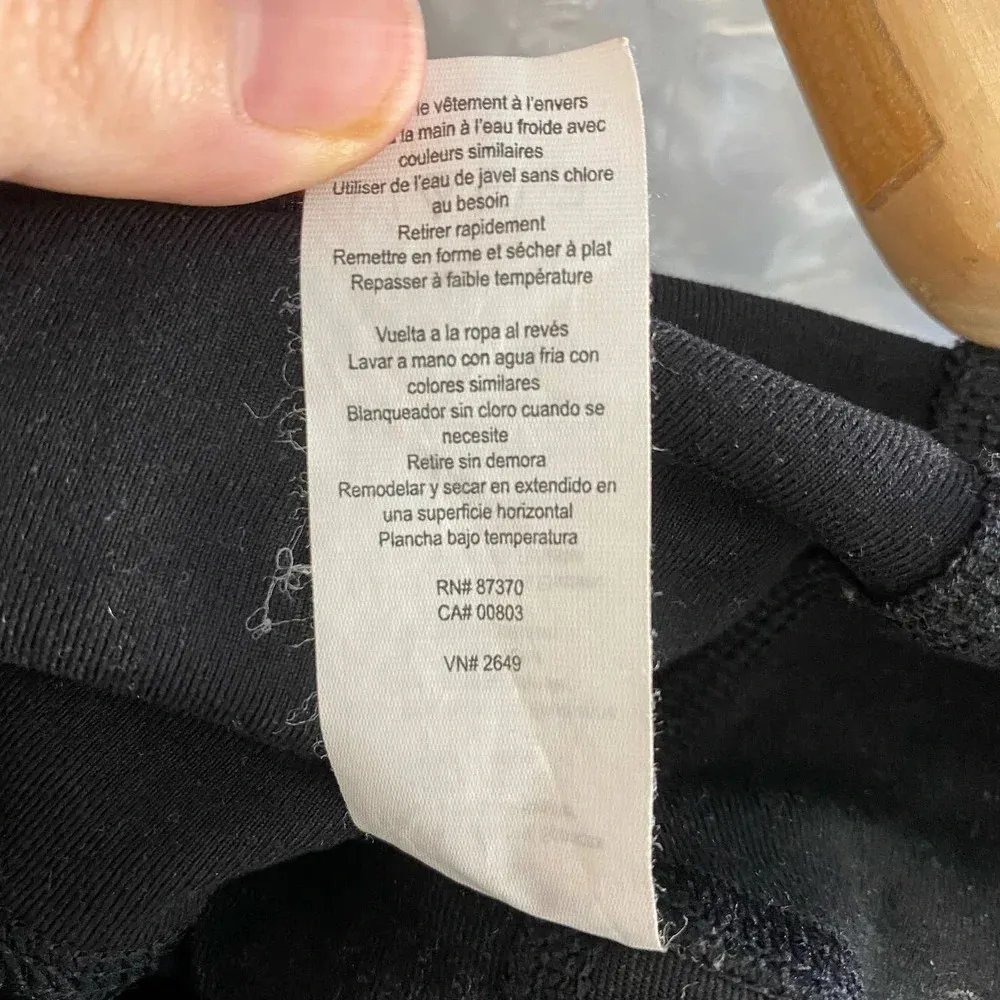 le vêtement à l'envers
la main à l'eau froide avec
couleurs similaires
Utiliser de l'eau de javel sans chlore
au besoin
Retirer rapidement
Remettre en forme et sécher à plat
Repasser à faible température
Vuelta a la ropa al revés
Lavar a mano con agua fria con
colores similares
Blanqueador sin cloro cuando se
necesite
Retire sin demora
Remodelar y secar en extendido en
una superficie horizontal
Plancha bajo temperatura
RN# 87370
CA# 00803
VN# 2649